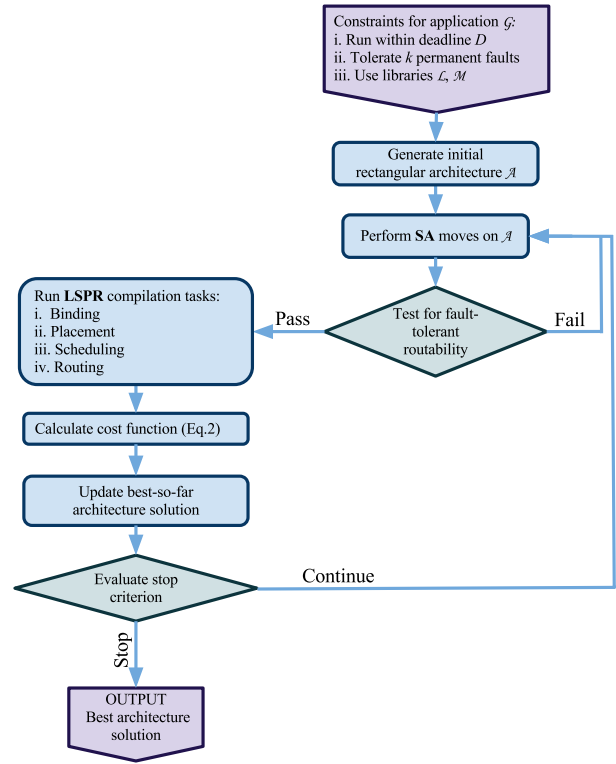 Constraints for application 𝒢:
i. Run within deadline D
ii. Tolerate k permanent faults
iii. Use libraries ℒ, ℳ
Generate initial
rectangular architecture 𝒜
Perform SA moves on 𝒜
Test for fault-
tolerant
routability
Fail
Pass
Run LSPR compilation tasks:
i. Binding
ii. Placement
iii. Scheduling
iv. Routing
Calculate cost function (Eq.2)
Update best-so-far
architecture solution
Evaluate stop
criterion
Continue
Stop
OUTPUT
Best architecture
solution